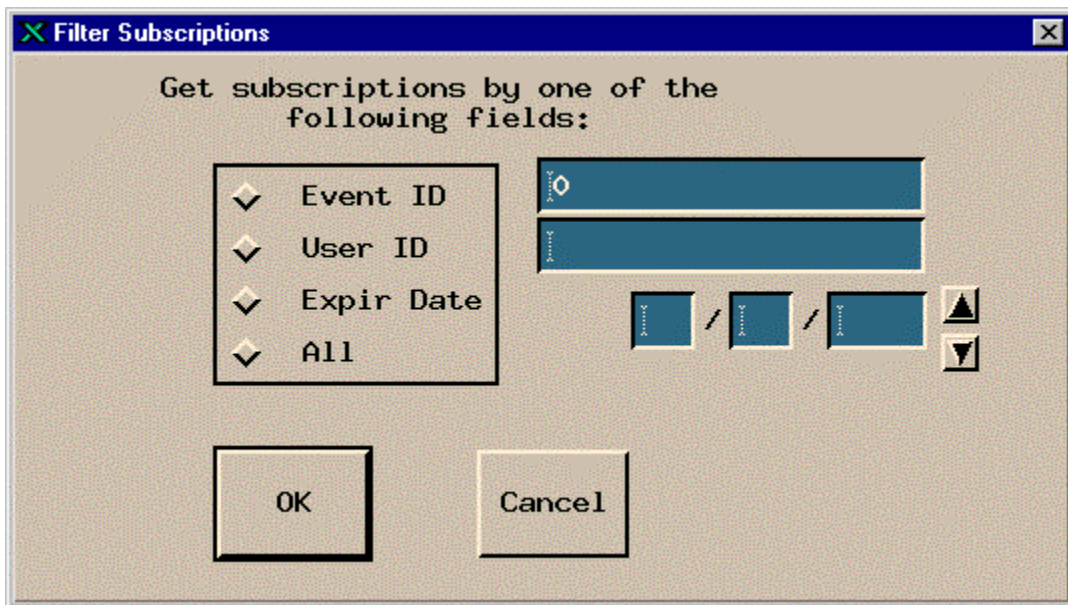 Filter Subscriptions
Get subscriptions by one of the
following fields:
Event ID
0
User ID
Expir Date
/ /
All
OK
Cancel